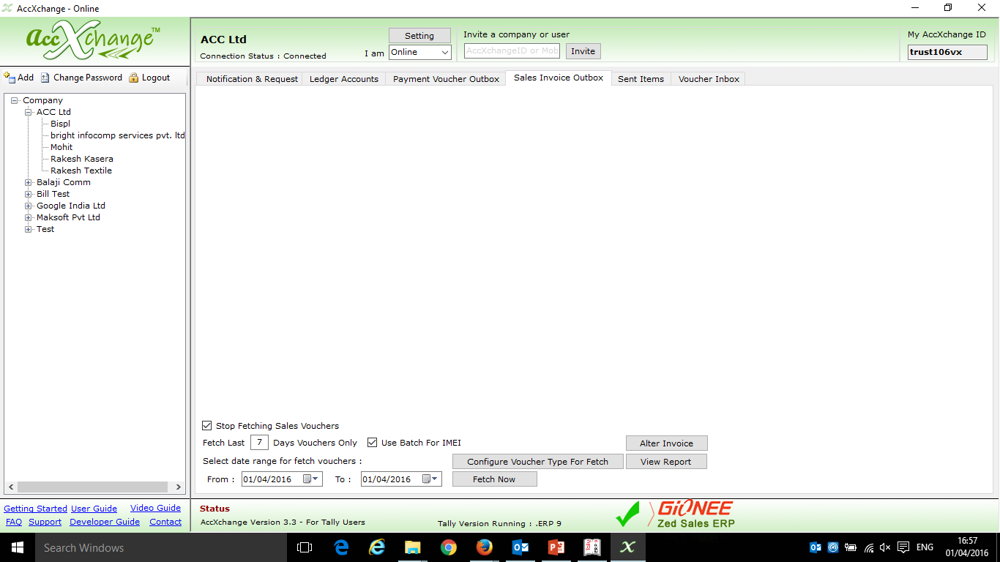 AccXchange - Online
AccXchange™
Add Change Password Logout
Company
ACC Ltd
Bispl
bright infocomp services pvt. ltd
Mohit
Rakesh Kasera
Rakesh Textile
Balaji Comm
Bill Test
Google India Ltd
Maksoft Pvt Ltd
Test
Getting Started User Guide Video Guide
FAQ Support Developer Guide Contact
ACC Ltd
Connection Status : Connected
Setting
I am Online
Invite a company or user
AccXchangeID or Mob
Invite
My AccXchange ID
trust106vx
Notification & Request Ledger Accounts Payment Voucher Outbox Sales Invoice Outbox Sent Items Voucher Inbox
Stop Fetching Sales Vouchers
Fetch Last 7 Days Vouchers Only Use Batch For IMEI Alter Invoice
Select date range for fetch vouchers : Configure Voucher Type For Fetch View Report
From : 01/04/2016 To : 01/04/2016 Fetch Now
Status
AccXchange Version 3.3 - For Tally Users
Tally Version Running : .ERP 9
GIONEE
Zed Sales ERP
Search Windows
ENG
16:57
01/04/2016